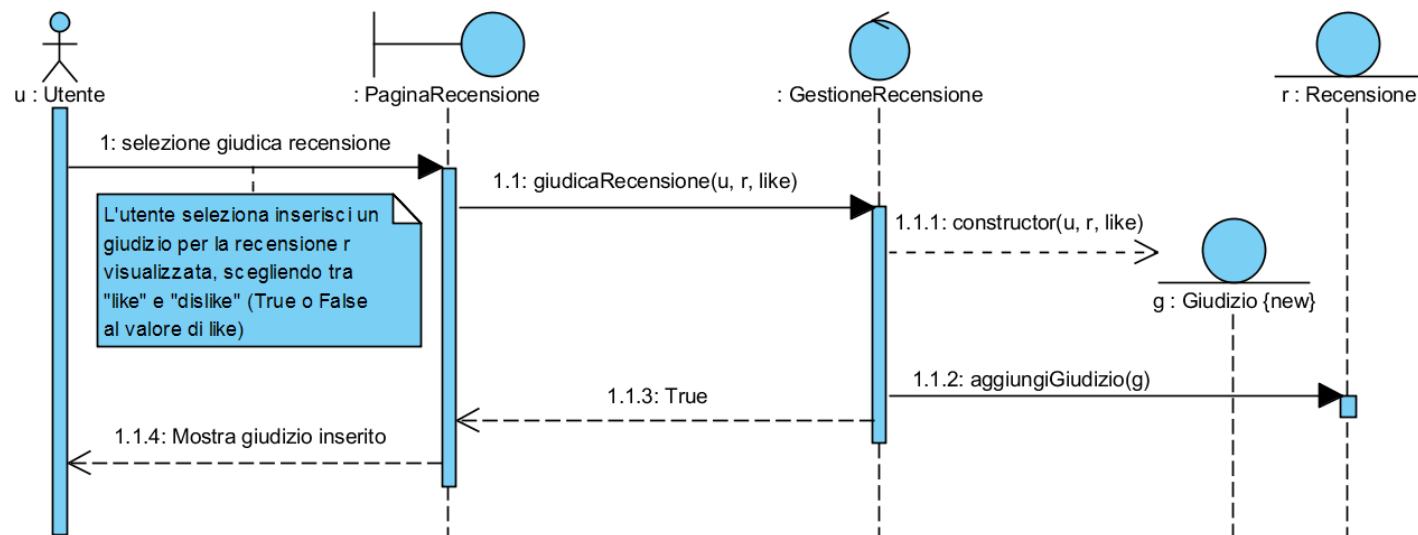 u : Utente
: PaginaRecensione
: GestioneRecensione
r : Recensione
1: selezione giudica recensione
1.1: giudicaRecensione(u, r, like)
L'utente seleziona inserisci un
giudizio per la recensione r
visualizzata, scegliendo tra
"like" e "dislike" (True o False
al valore di like)
1.1.1: constructor(u, r, like)
g : Giudizio {new}
1.1.2: aggiungiGiudizio(g)
1.1.3: True
1.1.4: Mostra giudizio inserito